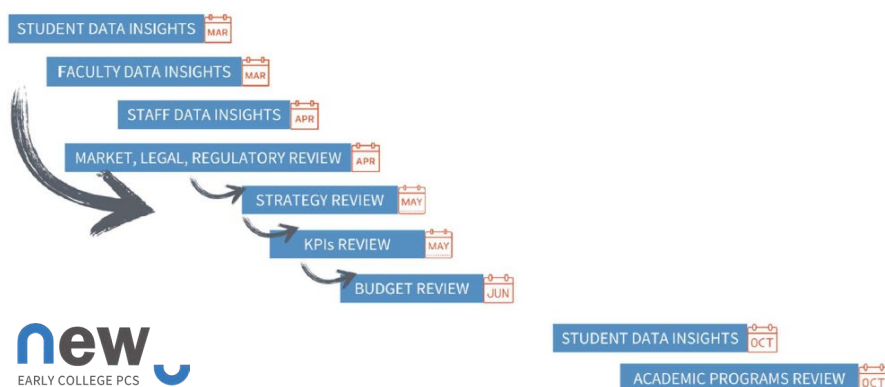 STUDENT DATA INSIGHTS MAR
FACULTY DATA INSIGHTS MAR
STAFF DATA INSIGHTS APR
MARKET, LEGAL, REGULATORY REVIEW APR
STRATEGY REVIEW MAY
KPIs REVIEW MAY
BUDGET REVIEW JUN
STUDENT DATA INSIGHTS OCT
ACADEMIC PROGRAMS REVIEW OCT
new
EARLY COLLEGE PCS